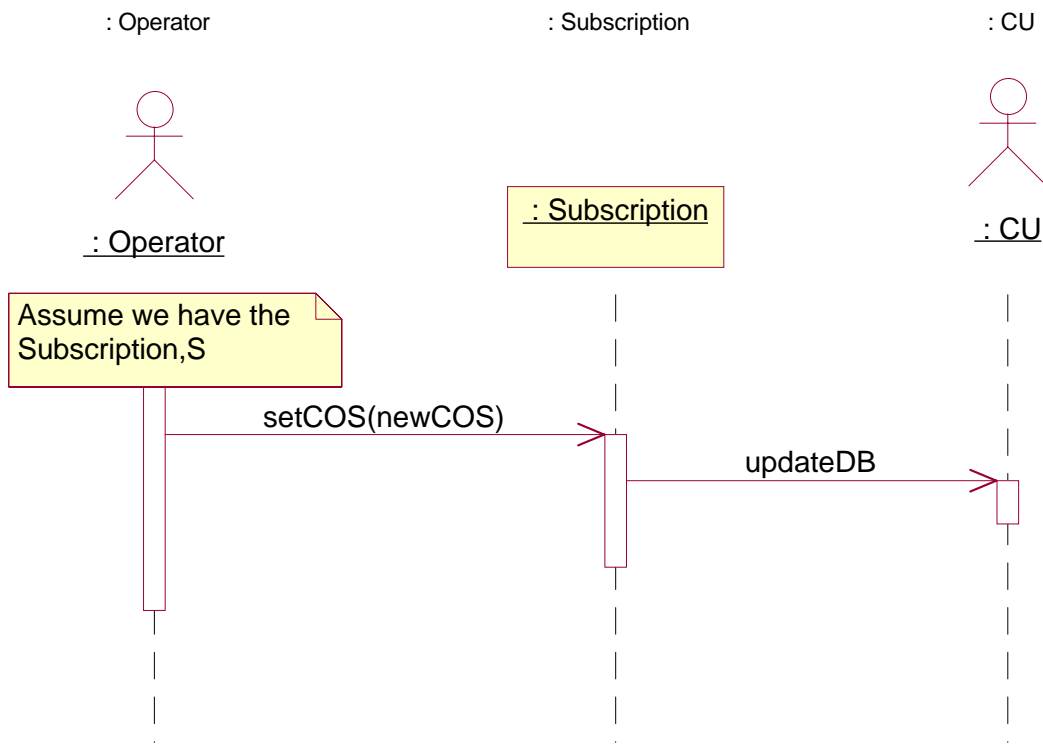 : Operator
: Subscription
: CU
: Subscription
: Operator
: CU
Assume we have the
Subscription,S
setCOS(newCOS)
updateDB